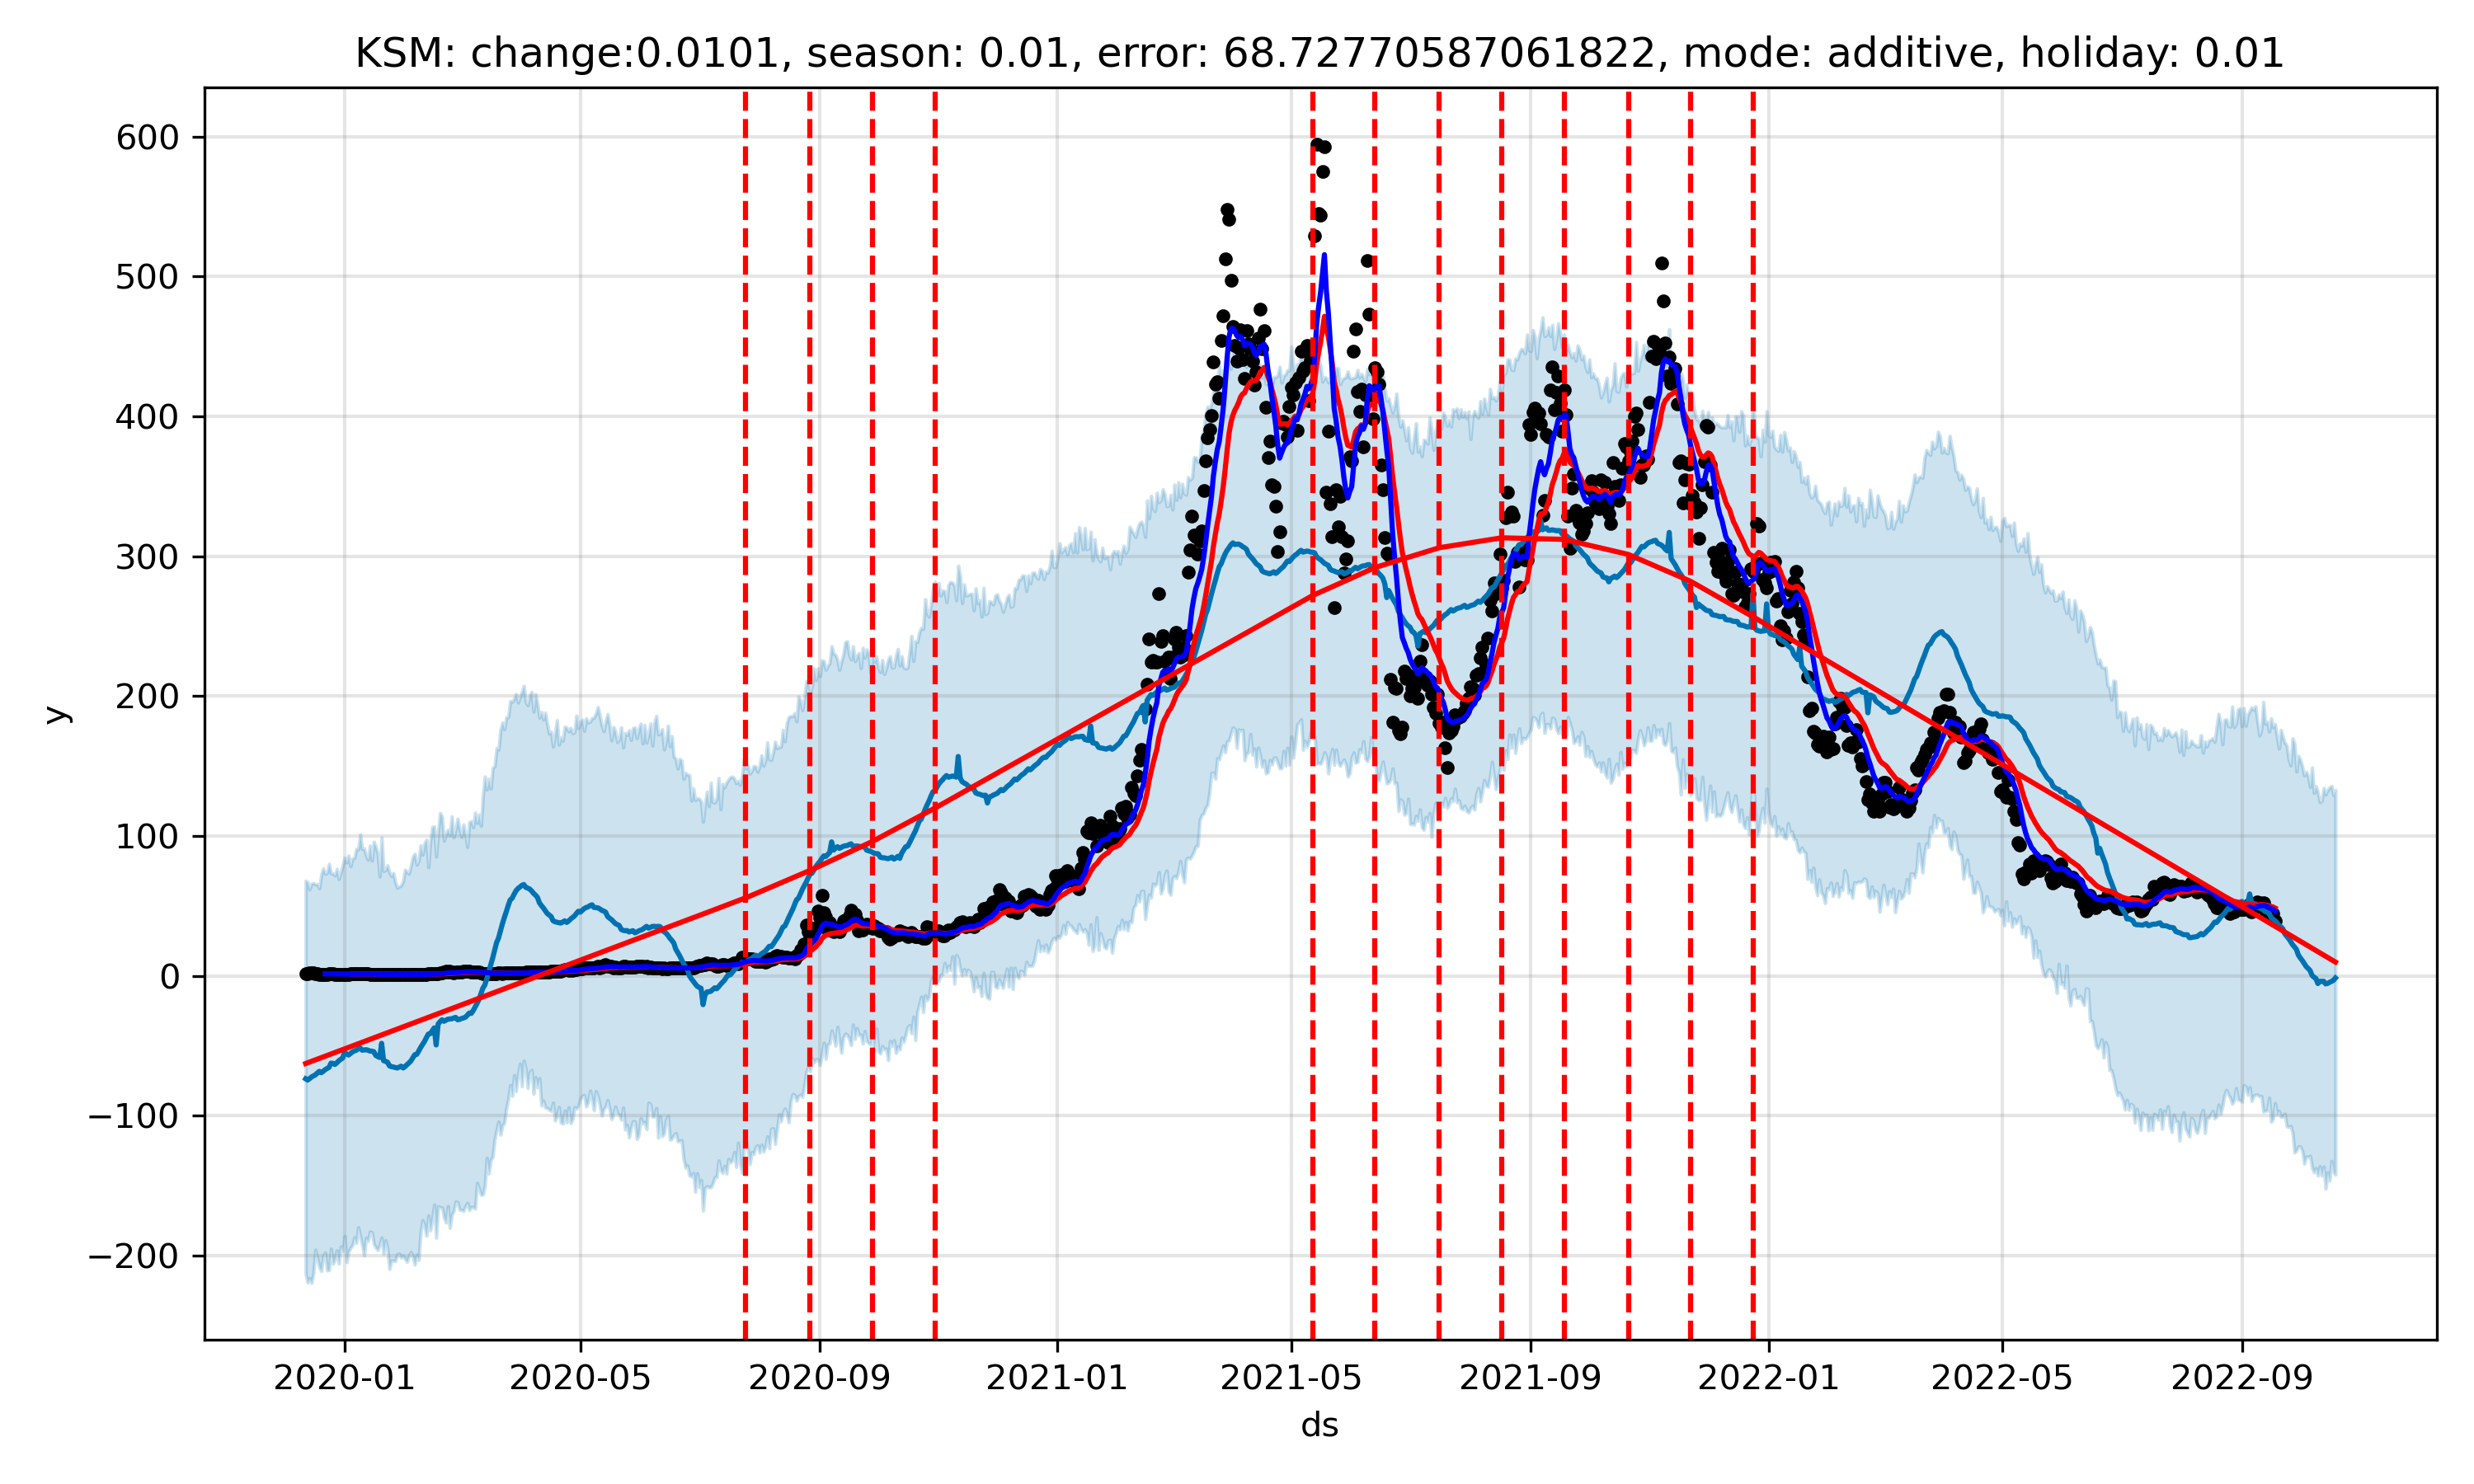 KSM: change:0.0101, season: 0.01, error: 68.72770587061822, mode: additive, holiday: 0.01
600
500
400
300
200
100
0
−100
−200
y
2020-01 2020-05 2020-09 2021-01 2021-05 2021-09 2022-01 2022-05 2022-09
ds